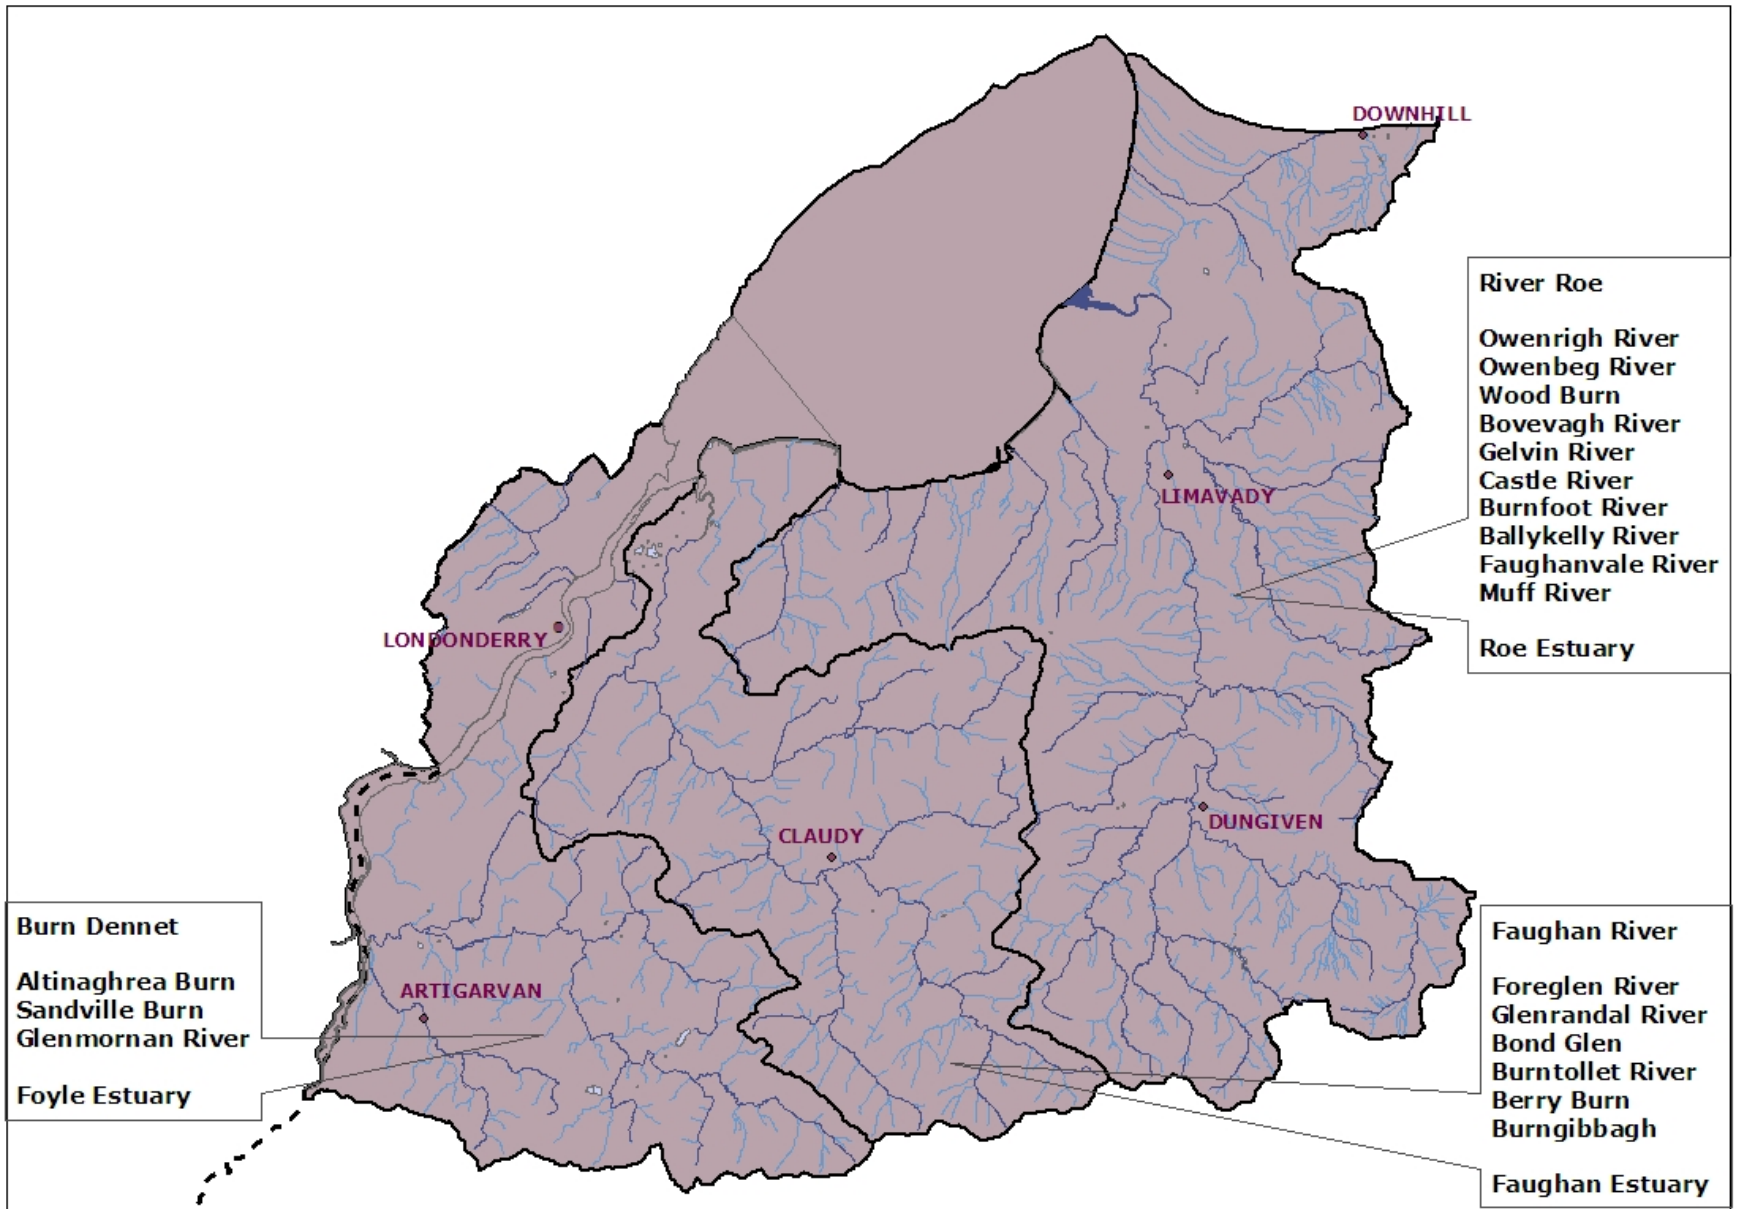 DOWNHILL
River Roe
Owenrigh River
Owenbeg River
Wood Burn
Bovevagh River
Gelvin River
Castle River
Burnfoot River
Ballykelly River
Faughanvale River
Muff River
Roe Estuary
LIMAVADY
LONDONDERRY
DUNGIVEN
CLAUDY
ARTIGARVAN
Burn Dennet
Altinaghrea Burn
Sandville Burn
Glenmornan River
Foyle Estuary
Faughan River
Foreglen River
Glenrandal River
Bond Glen
Burntollet River
Berry Burn
Burngibbagh
Faughan Estuary